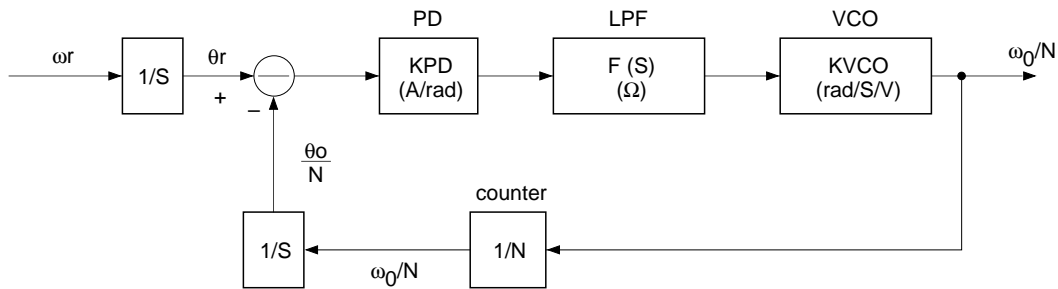 PD
LPF
VCO
ωr
1/S
θr
+
−
KPD
(A/rad)
F (S)
(Ω)
KVCO
(rad/S/V)
ω0/N
θo
N
counter
1/S
ω0/N
1/N